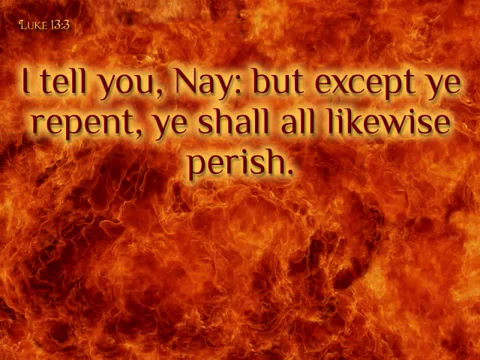 Luke 13:3
I tell you, Nay: but except ye
repent, ye shall all likewise
perish.